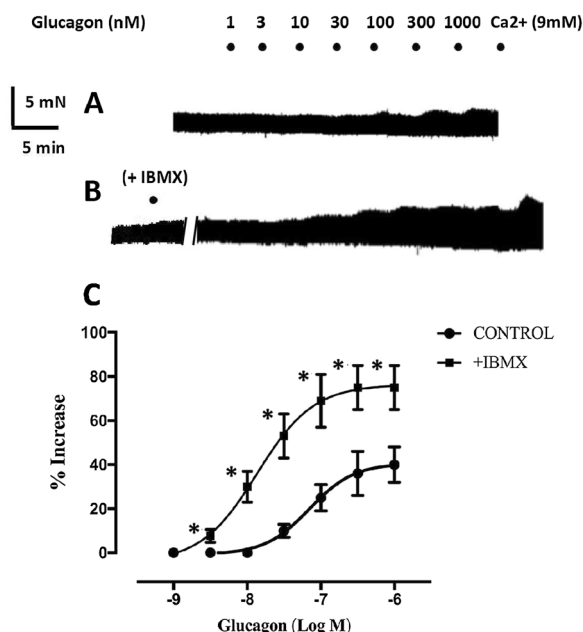 Glucagon (nM) 1 3 10 30 100 300 1000 Ca2+ (9mM)
5 mN
5 min
A
(+ IBMX)
B
C
CONTROL
+IBMX
100
80
60
40
20
0
% Increase
* * * * * *
-9 -8 -7 -6
Glucagon (Log M)